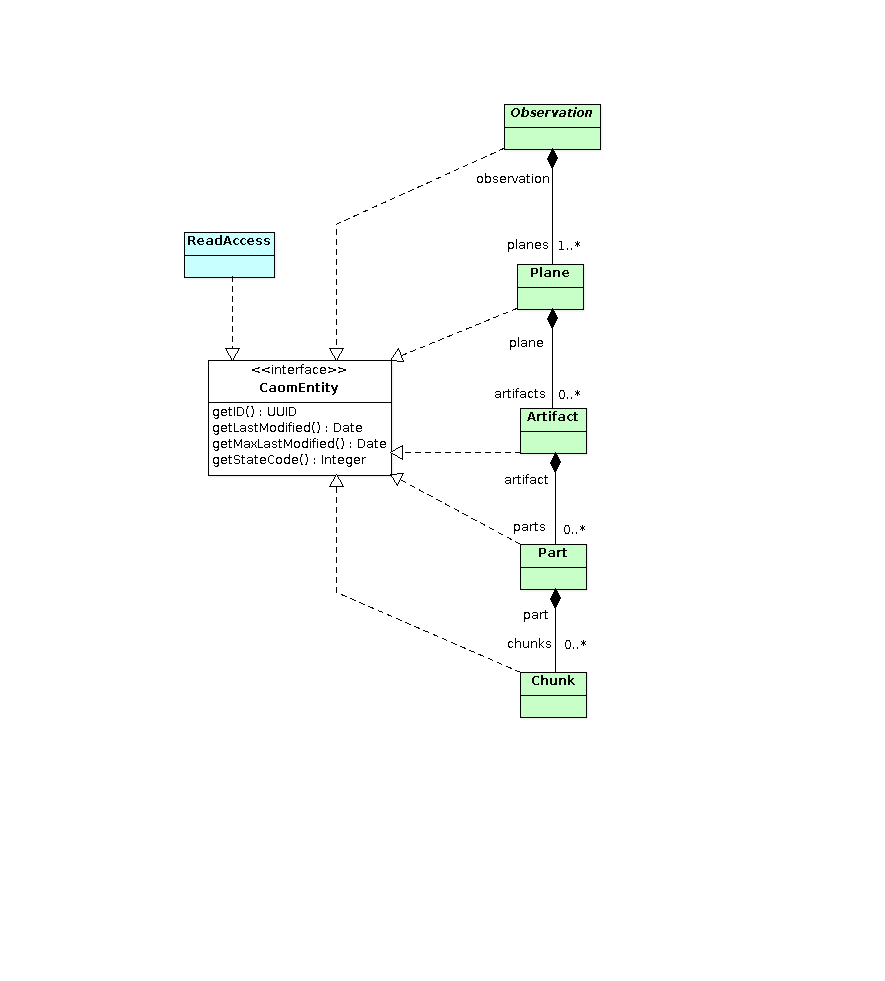 Observation
observation
planes 1..*
ReadAccess
Plane
plane
artifacts 0..*
<<interface>>
CaomEntity
getID() : UUID
getLastModified() : Date
getMaxLastModified() : Date
getStateCode() : Integer
Artifact
artifact
parts 0..*
Part
part
chunks 0..*
Chunk